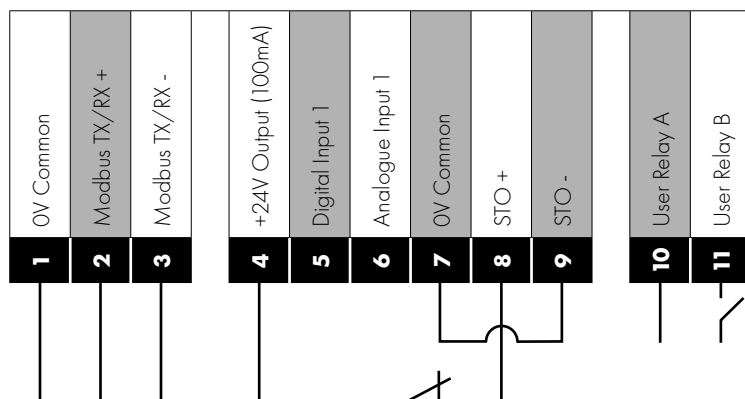 0V Common
Modbus TX/RX +
Modbus TX/RX -
+24V Output (100mA)
Digital Input 1
Analogue Input 1
0V Common
STO +
STO -
User Relay A
User Relay B
1
2
3
4
5
6
7
8
9
10
11